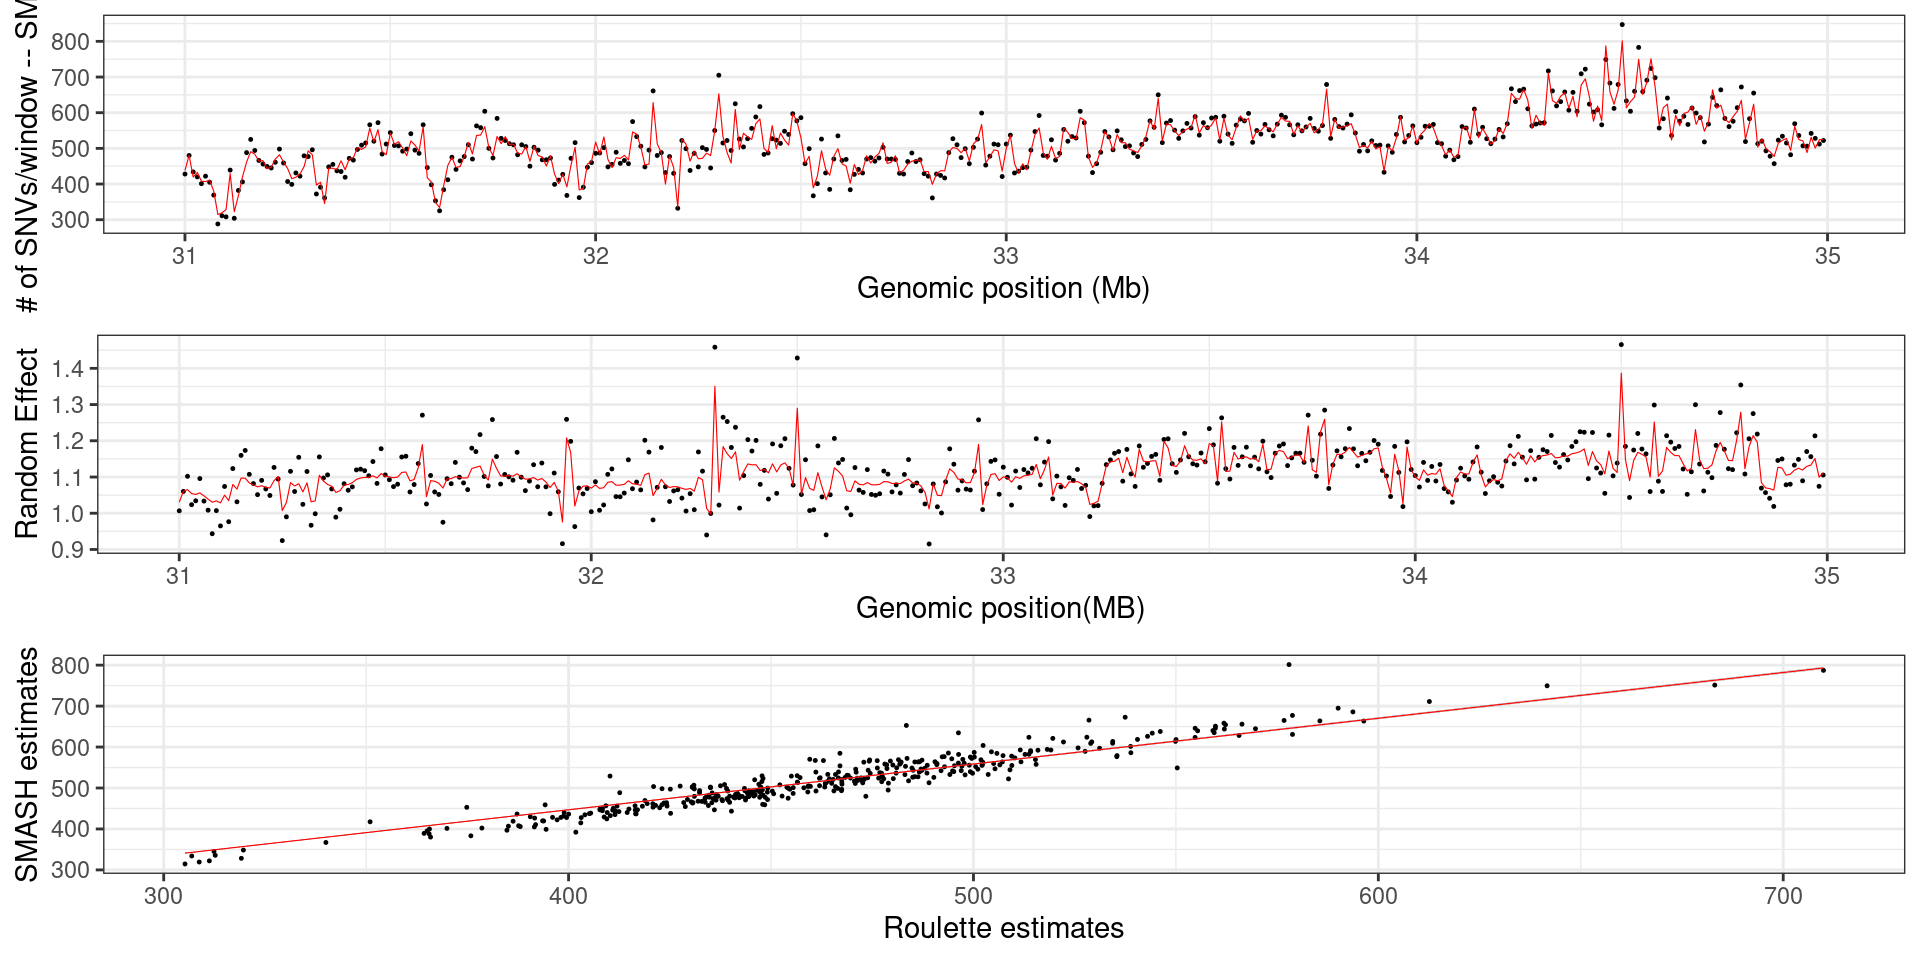 # of SNVs/window -- SM
800
700
600
500
400
300
31 32 33 34 35
Genomic position (Mb)
Random Effect
1.4
1.3
1.2
1.1
1.0
0.9
31 32 33 34 35
Genomic position(MB)
SMASH estimates
800
700
600
500
400
300
300 400 500 600 700
Roulette estimates